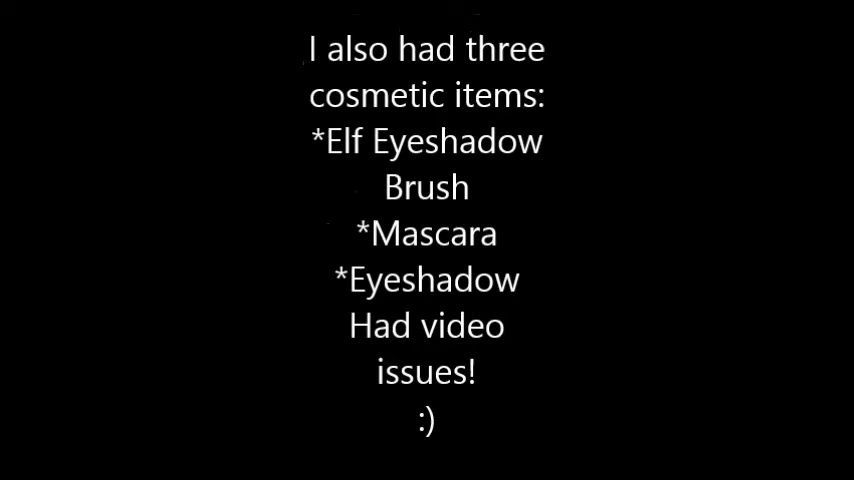 I also had three
cosmetic items:
*Elf Eyeshadow
Brush
*Mascara
*Eyeshadow
Had video
issues!
:)